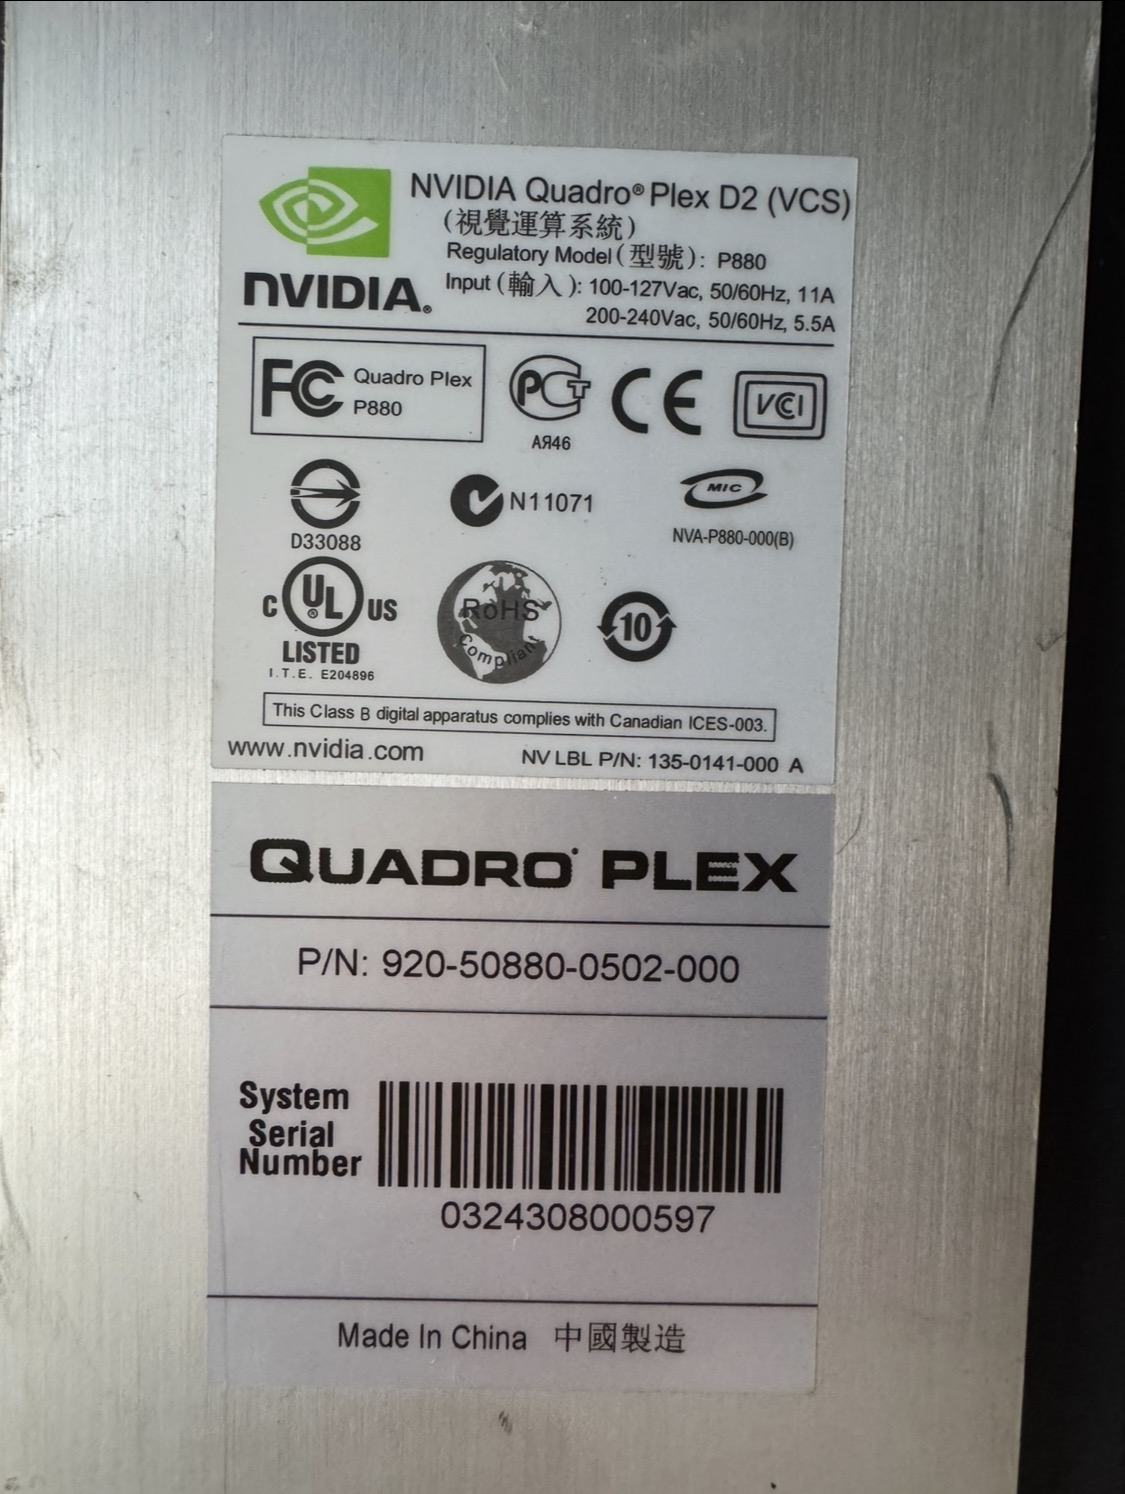 NVIDIA Quadro® Plex D2 (VCS)
(視覺運算系統)
Regulatory Model (型號): P880
Input (輸入): 100-127Vac, 50/60Hz, 11A
200-240Vac, 50/60Hz, 5.5A
NVIDIA®
FC Quadro Plex
P880
PCT
АЯ46
CE
VCI
D33088
N11071
MIC
NVA-P880-000(B)
C UL® US
LISTED
I.T.E. E204896
RoHS
Compliant
10
This Class B digital apparatus complies with Canadian ICES-003.
www.nvidia.com
NV LBL P/N: 135-0141-000 A
QUADRO PLEX
P/N: 920-50880-0502-000
System
Serial
Number
0324308000597
Made In China 中國製造